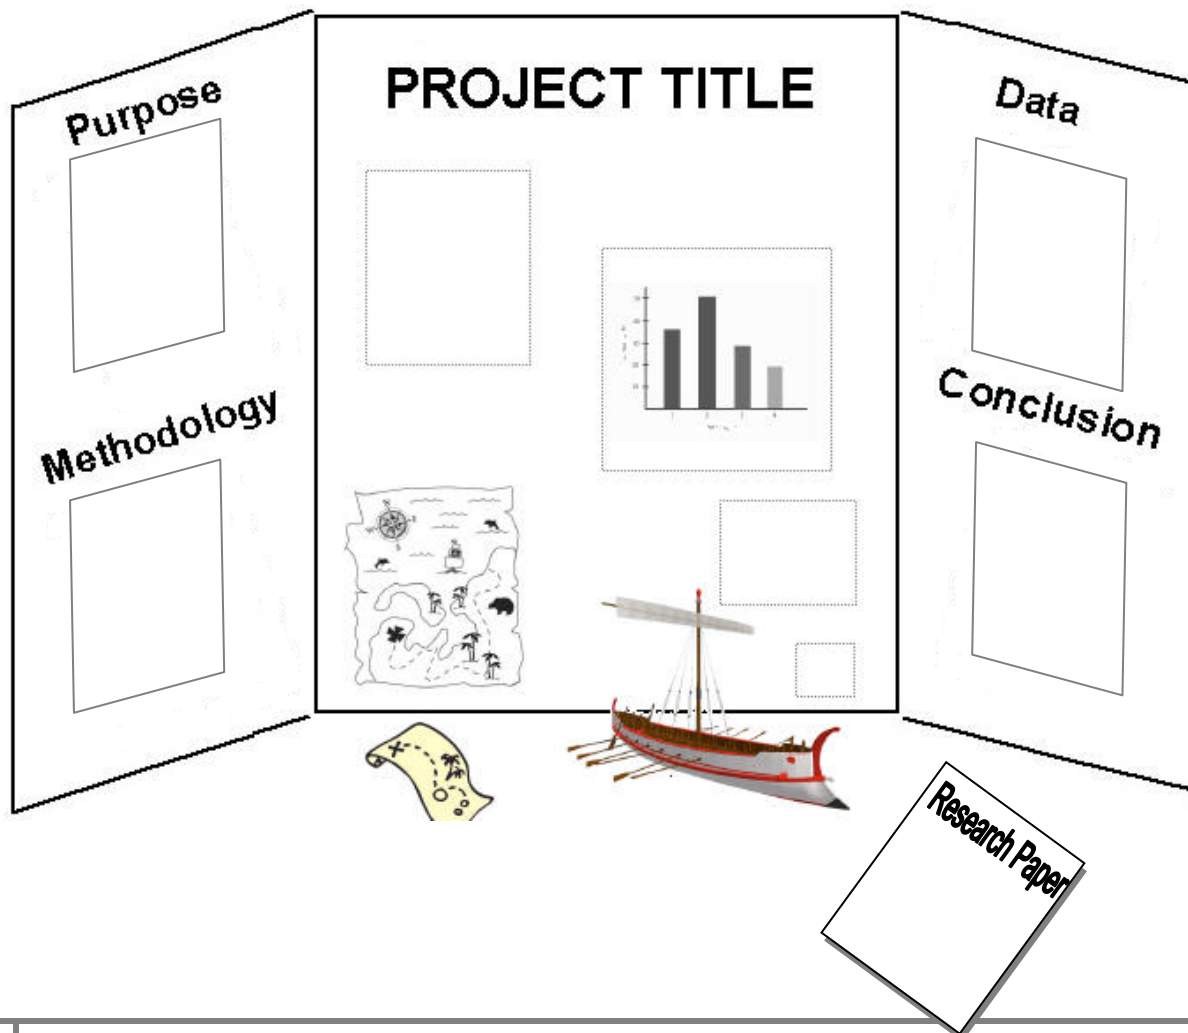 PROJECT TITLE
Purpose
Methodology
Data
Conclusion
N
S
Research Paper